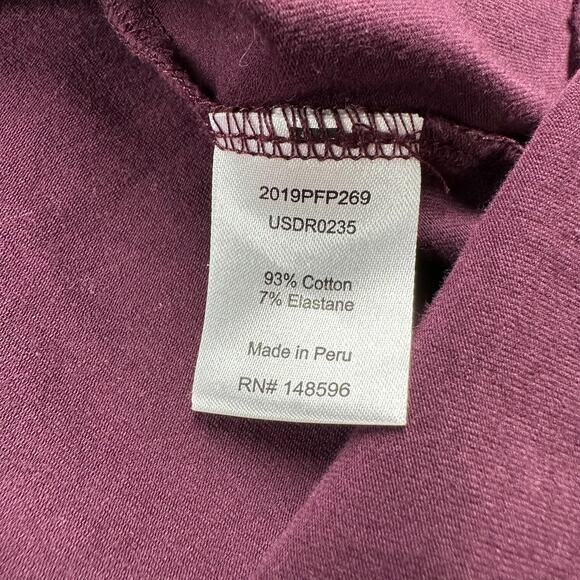 2019PFP269
USDR0235
93% Cotton
7% Elastane
Made in Peru
RN# 148596